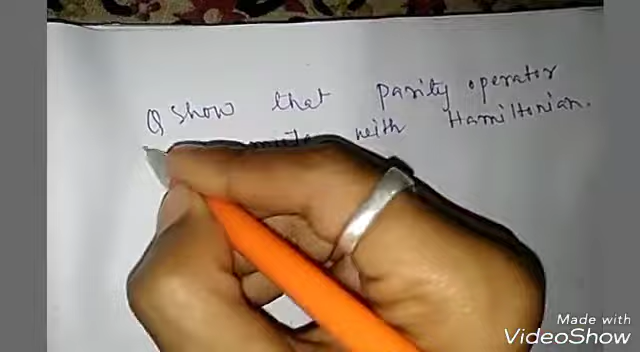 Q Show that parity operator
with Hamiltonian.
Made with
VideoShow